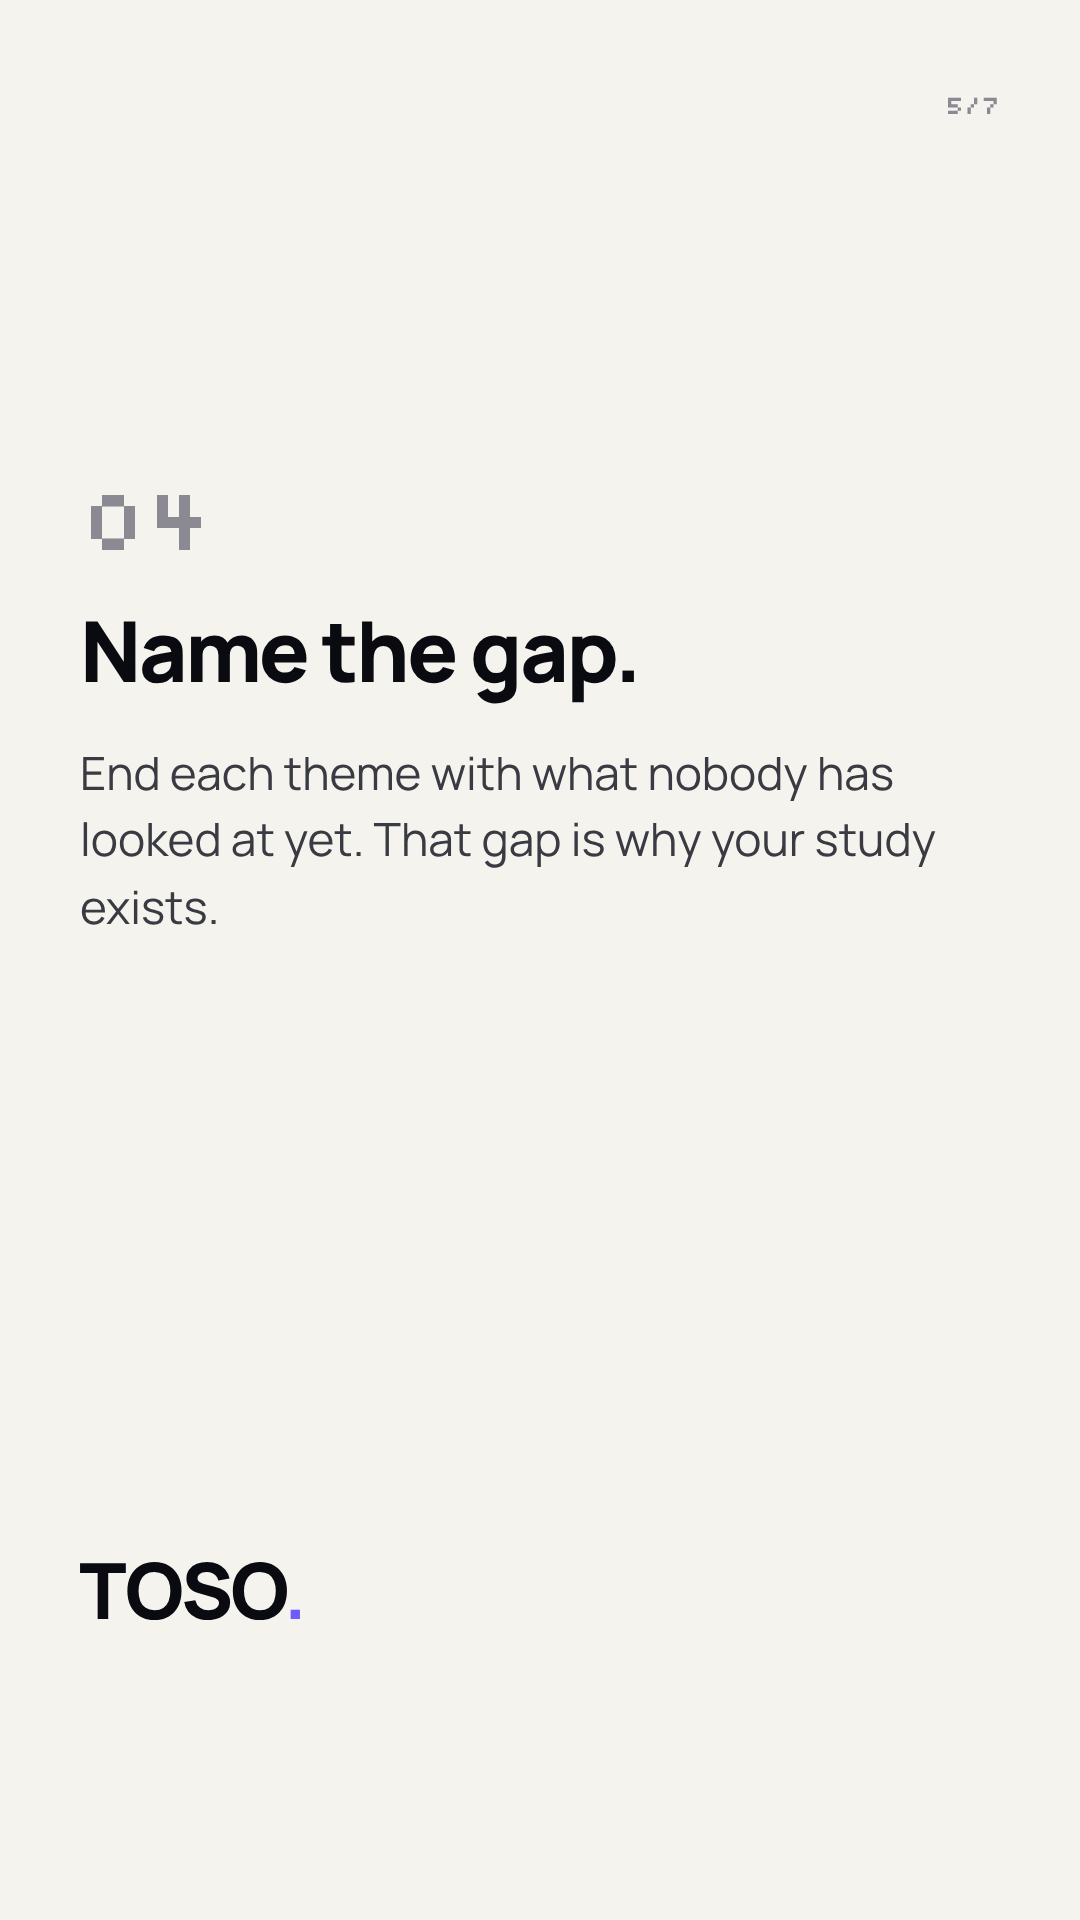 5/7
04
Name the gap.
End each theme with what nobody has
looked at yet. That gap is why your study
exists.
TOSO.